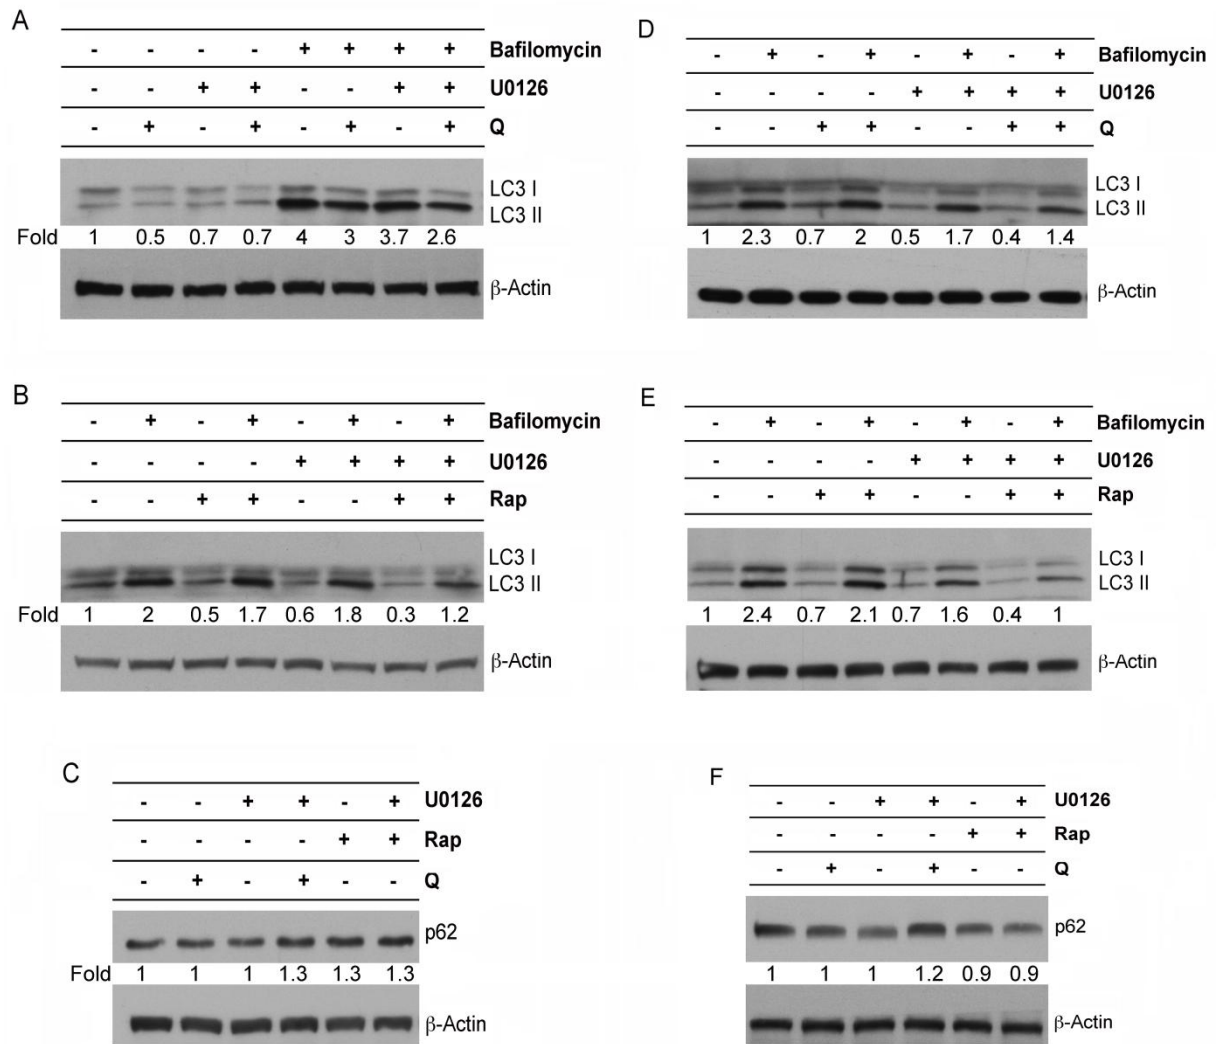 A
- - - - + + + + Bafilomycin
- - + + - - + + U0126
- + - + - + - + Q
LC3 I
LC3 II
Fold 1 0.5 0.7 0.7 4 3 3.7 2.6
β-Actin
B
- + - + - + - + Bafilomycin
- - - - + + + + U0126
- - + + - - + + Rap
LC3 I
LC3 II
Fold 1 2 0.5 1.7 0.6 1.8 0.3 1.2
β-Actin
C
- - + + - + U0126
- - - - + + Rap
- + - + - - Q
p62
Fold 1 1 1 1.3 1.3 1.3
β-Actin
D
- + - + - + - + Bafilomycin
- - - - + + + + U0126
- - + + - - + + Q
LC3 I
LC3 II
1 2.3 0.7 2 0.5 1.7 0.4 1.4
β-Actin
E
- + - + - + - + Bafilomycin
- - - - + + + + U0126
- - + + - - + + Rap
LC3 I
LC3 II
1 2.4 0.7 2.1 0.7 1.6 0.4 1
β-Actin
F
- - + + - + U0126
- - - - + + Rap
- + - + - - Q
p62
1 1 1 1.2 0.9 0.9
β-Actin